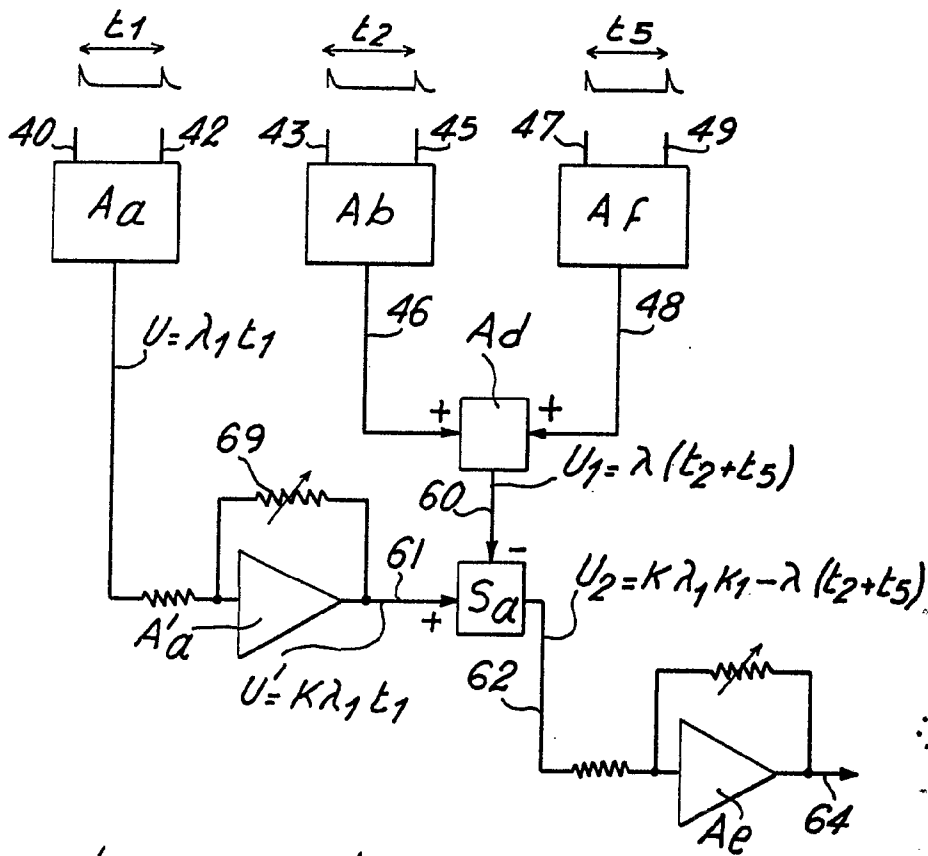 t1 t2 t5
40 42 43 45 47 49
Aa Ab Af
46 48
U=λ₁t₁
Ad
+ +
69
U₁=λ(t₂+t₅)
60
61
-
U₂=Kλ₁K₁-λ(t₂+t₅)
Sa
+
A'a
U'=Kλ₁t₁
62
Ae
64